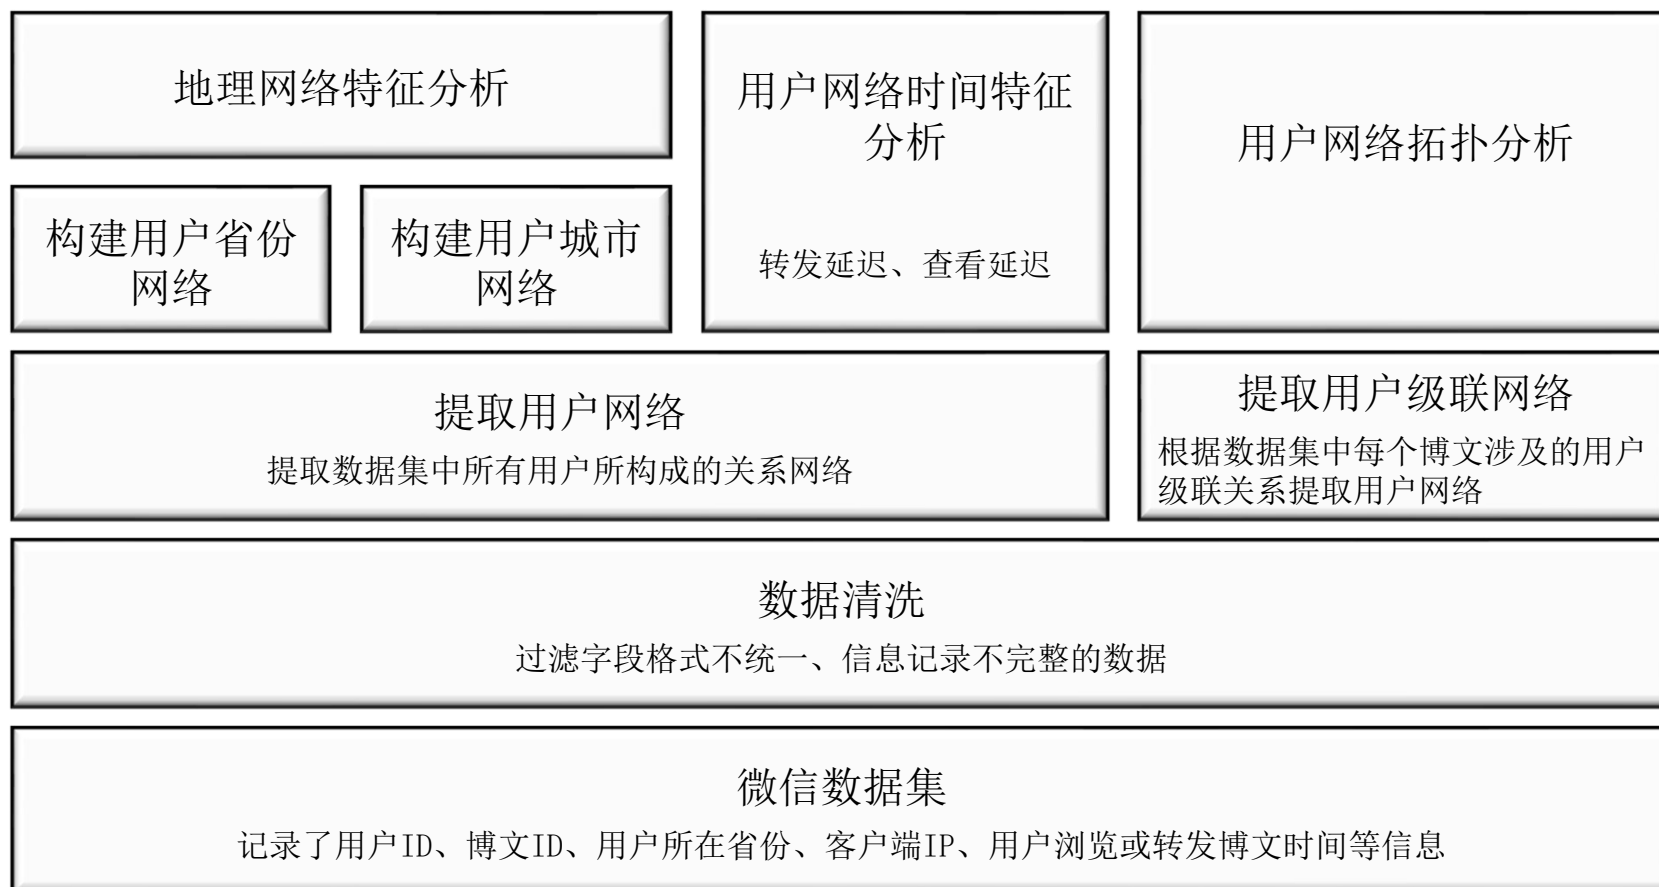 地理网络特征分析
用户网络时间特征
分析
转发延迟、查看延迟
用户网络拓扑分析
构建用户省份
网络
构建用户城市
网络
提取用户网络
提取数据集中所有用户所构成的关系网络
提取用户级联网络
根据数据集中每个博文涉及的用户
级联关系提取用户网络
数据清洗
过滤字段格式不统一、信息记录不完整的数据
微信数据集
记录了用户ID、博文ID、用户所在省份、客户端IP、用户浏览或转发博文时间等信息